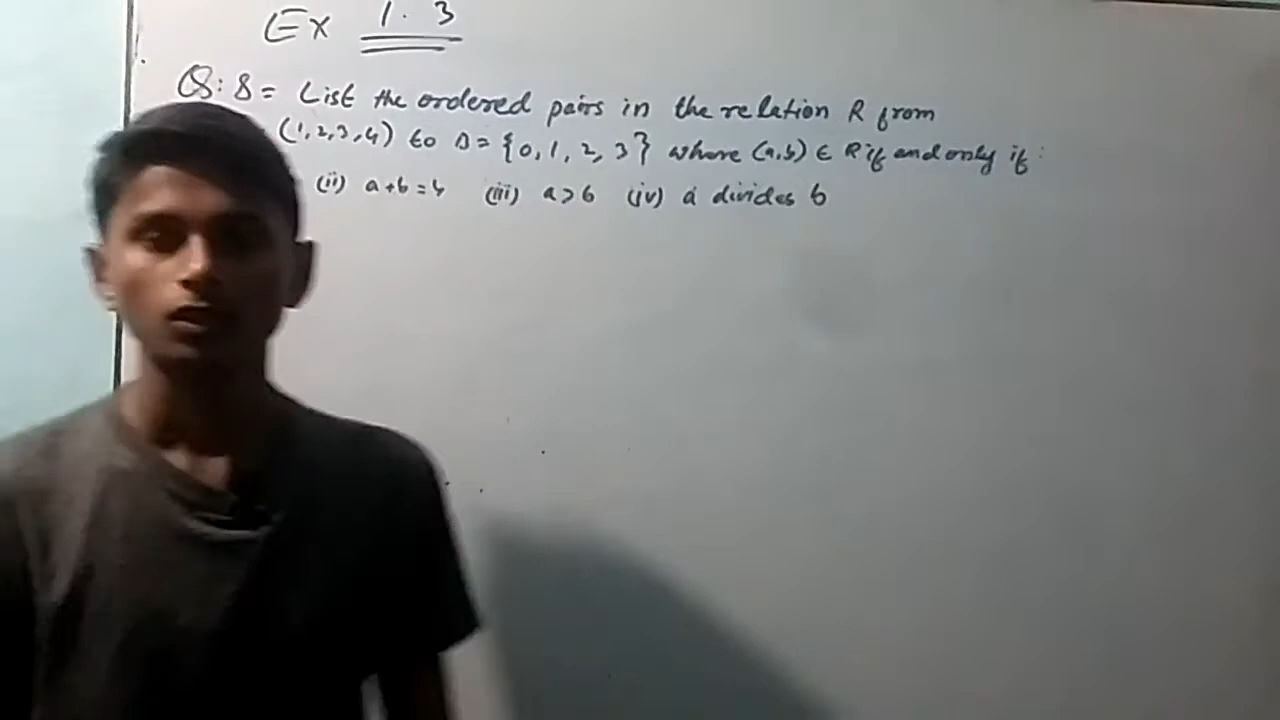 Ex 1.3
Q: 8 = List the ordered pairs in the relation R from
(1,2,3,4) to B = {0, 1, 2, 3} where (a,b) ∈ R if and only if :
(ii) a+b=4 (iii) a>b (iv) a divides b